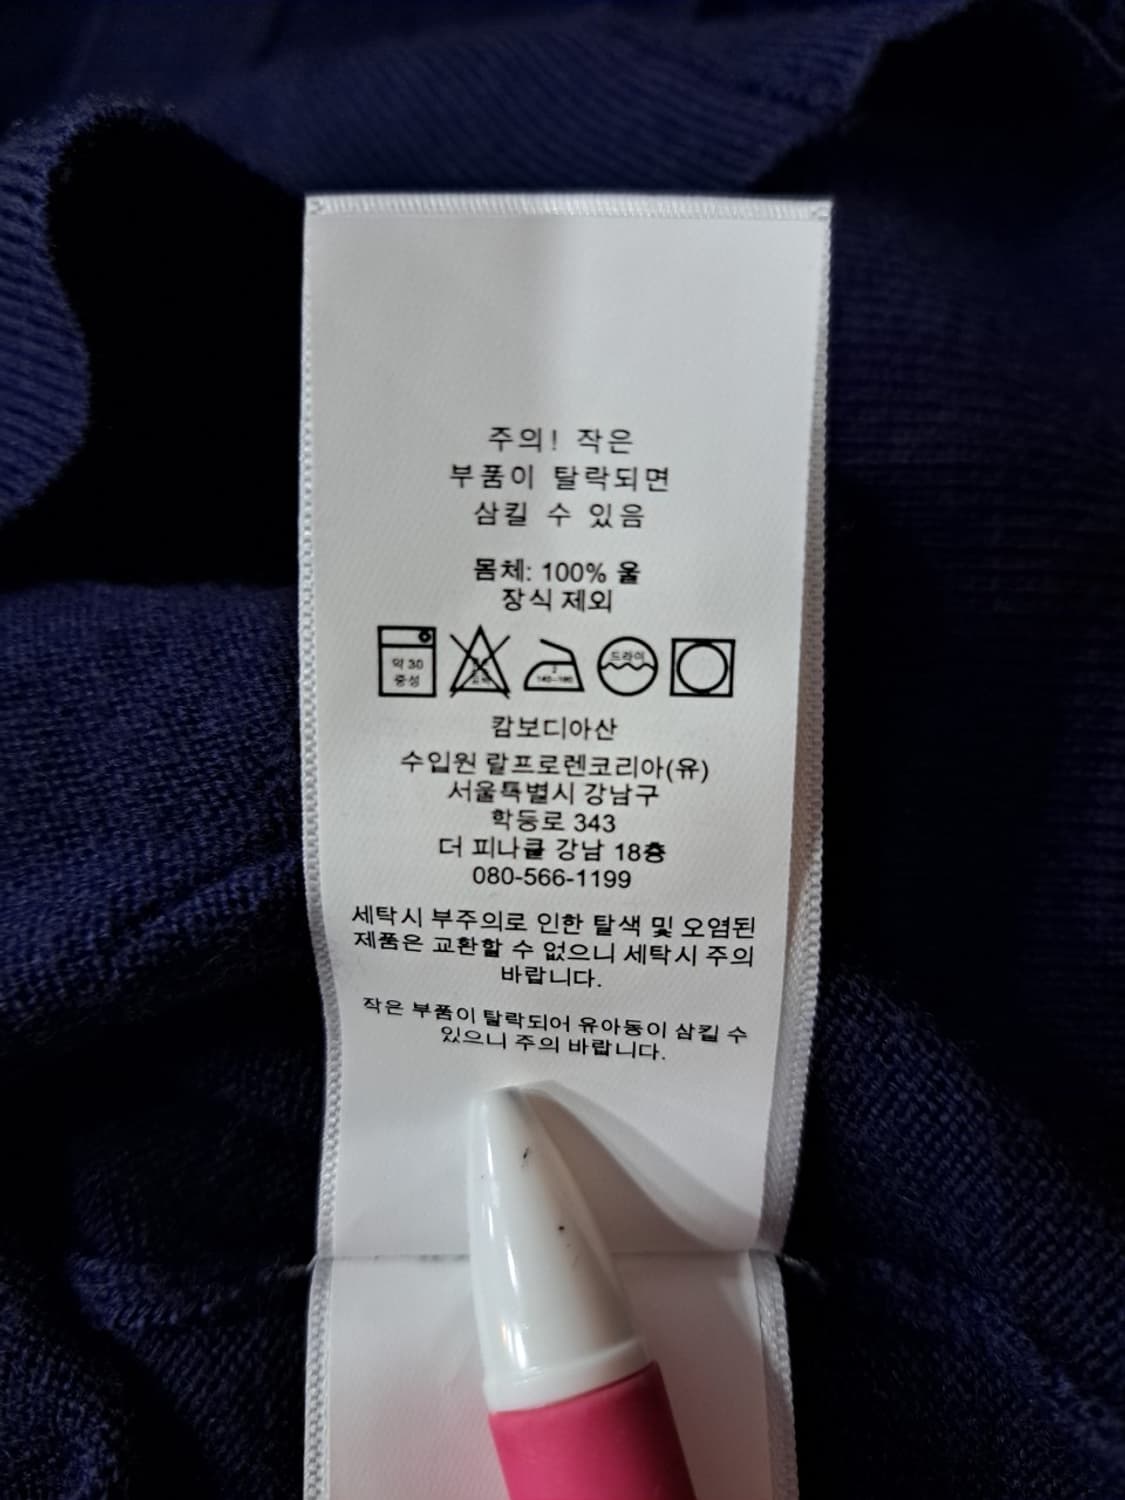 주의! 작은
부품이 탈락되면
삼킬 수 있음
몸체: 100% 울
장식 제외
약 30
중성
드라이
캄보디아산
수입원 랄프로렌코리아(유)
서울특별시 강남구
학동로 343
더 피나클 강남 18층
080-566-1199
세탁시 부주의로 인한 탈색 및 오염된
제품은 교환할 수 없으니 세탁시 주의
바랍니다.
작은 부품이 탈락되어 유아동이 삼킬 수
있으니 주의 바랍니다.